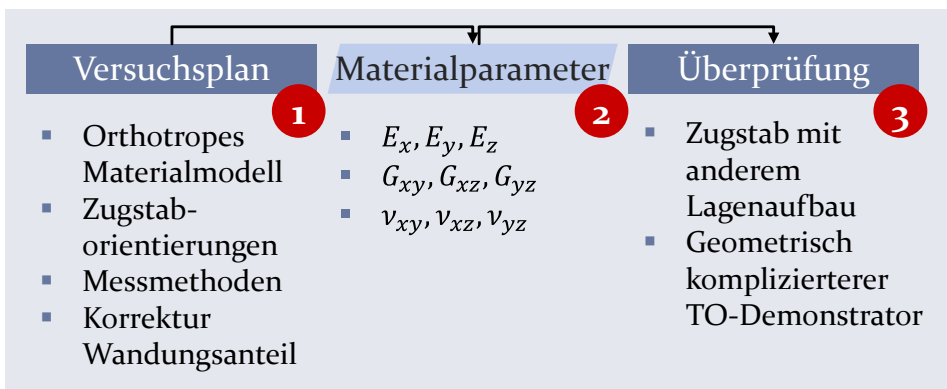 Versuchsplan
1
Orthotropes
Materialmodell
Zugstab-
orientierungen
Messmethoden
Korrektur
Wandungsanteil
Materialparameter
2
E_x, E_y, E_z
G_xy, G_xz, G_yz
ν_xy, ν_xz, ν_yz
Überprüfung
3
Zugstab mit
anderem
Lagenaufbau
Geometrisch
komplizierterer
TO-Demonstrator